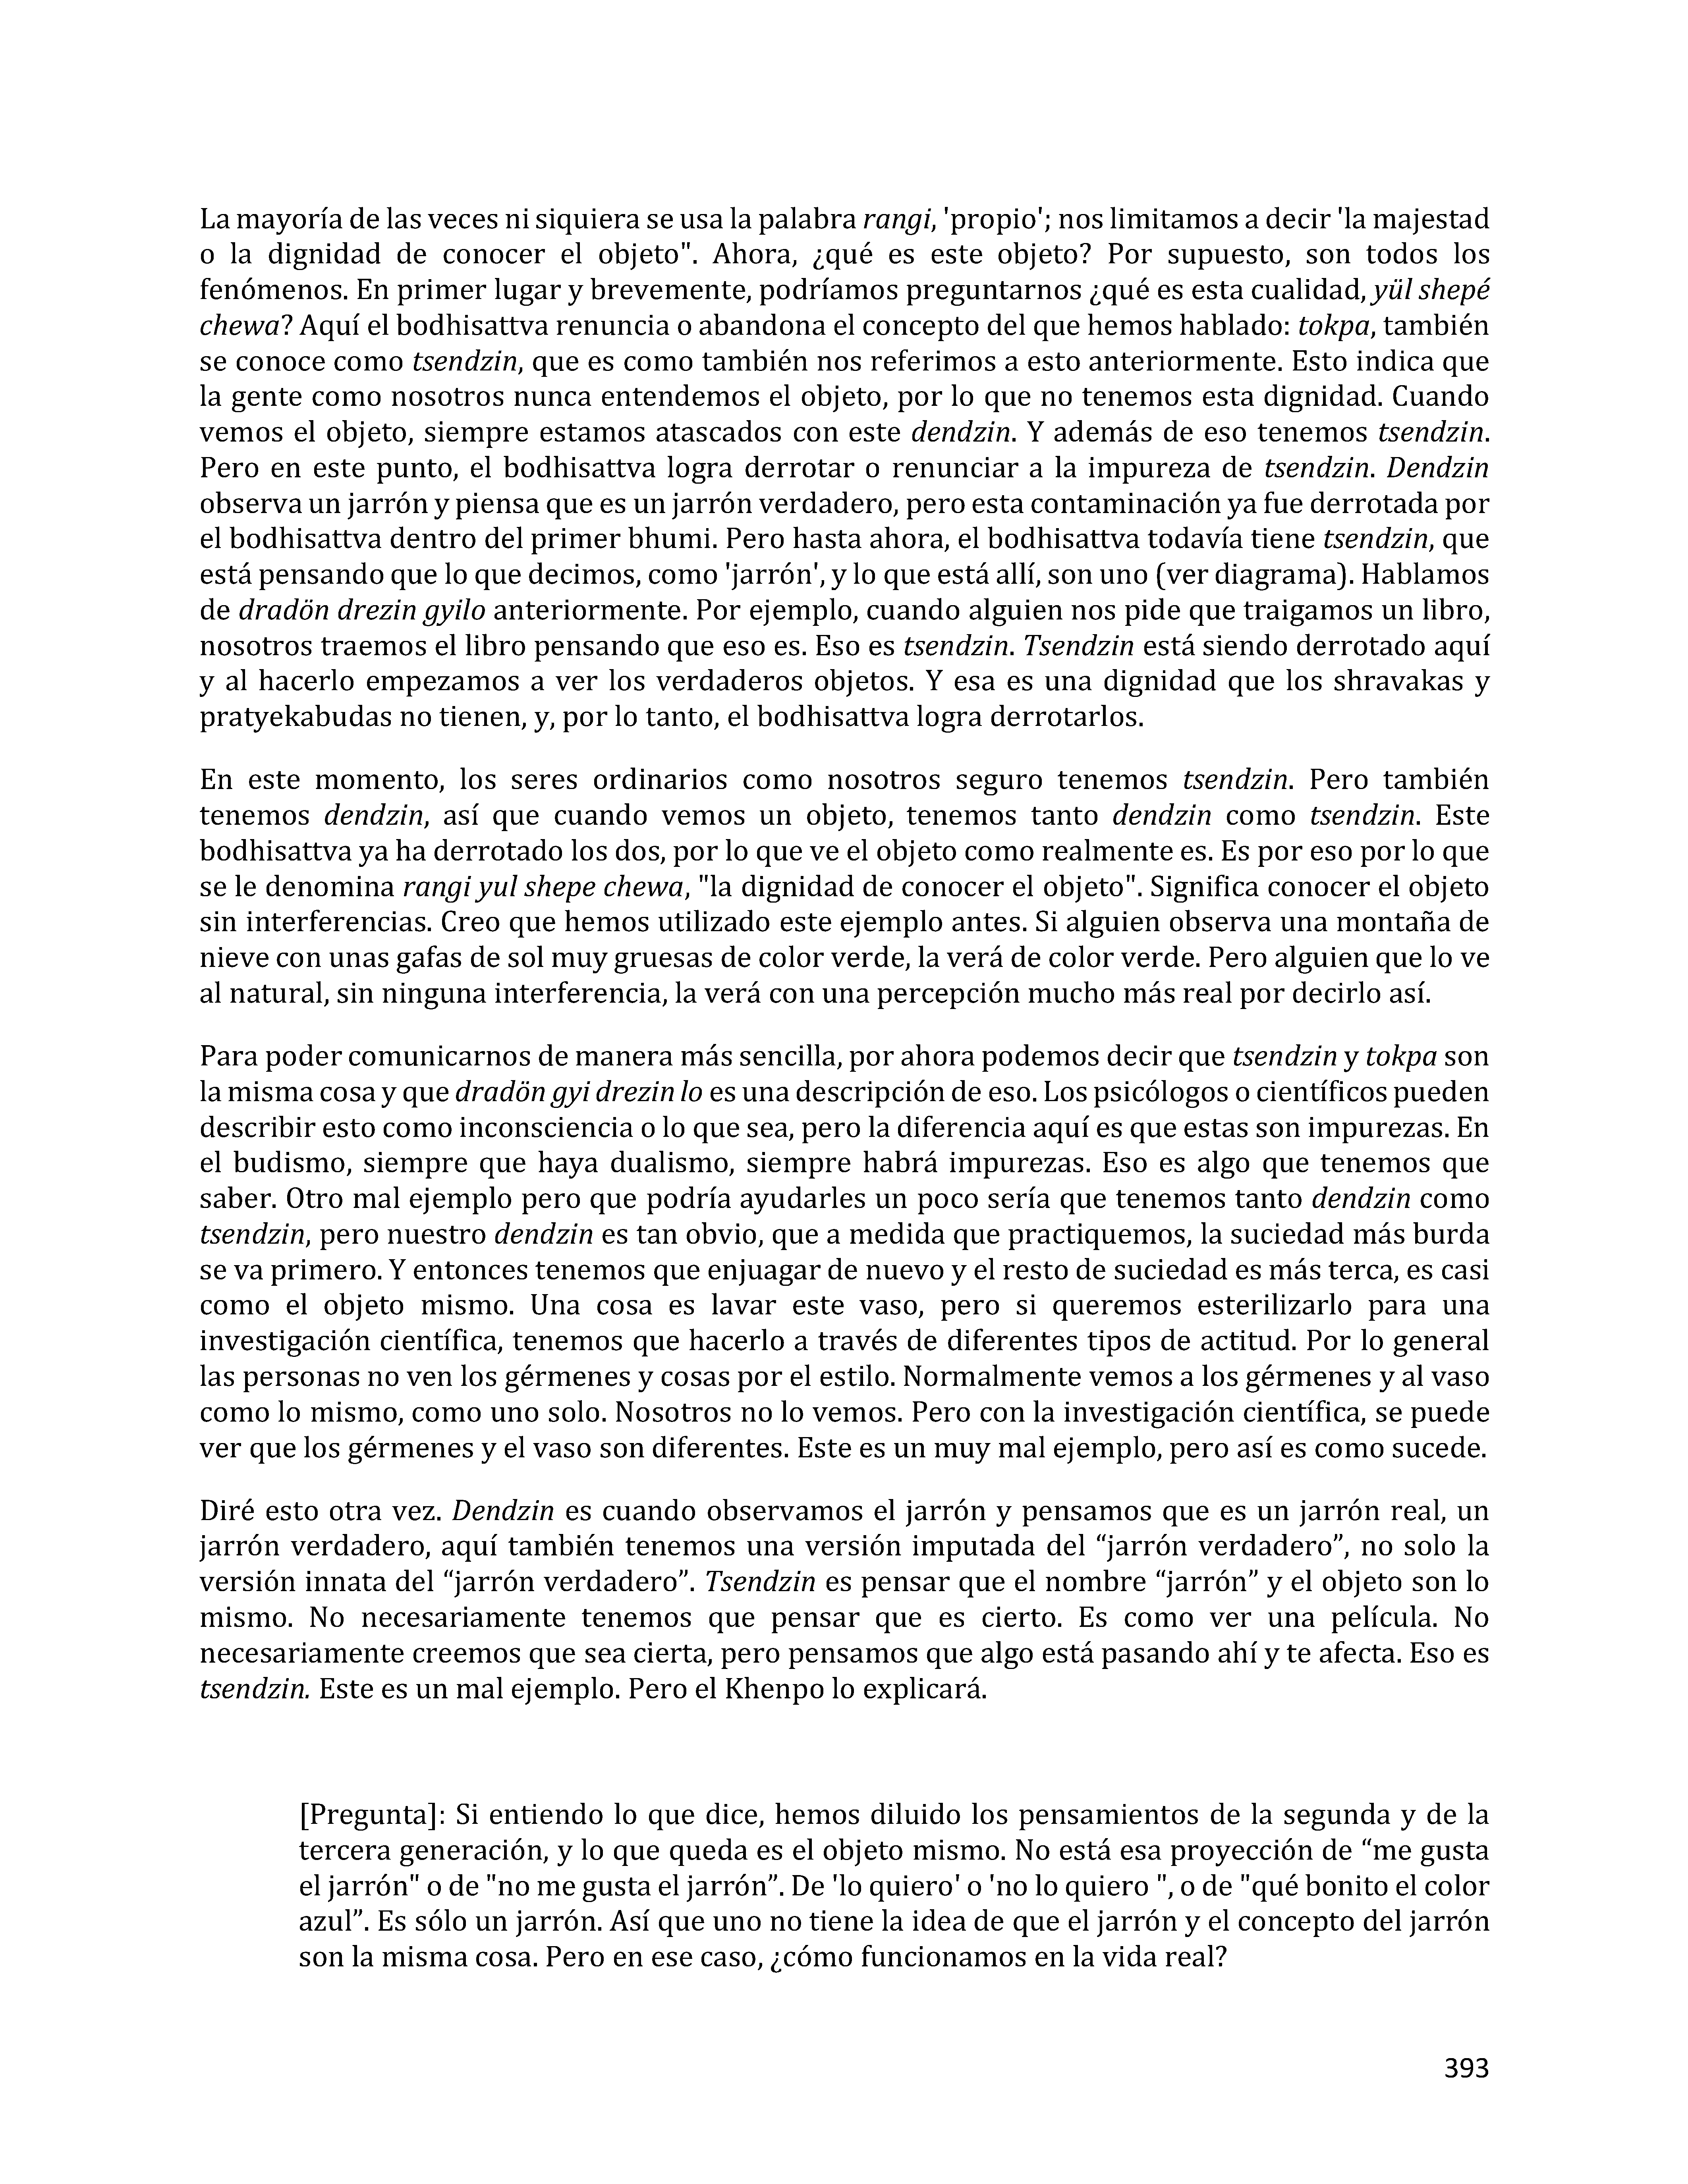 La mayoría de las veces ni siquiera se usa la palabra rangi, 'propio'; nos limitamos a decir 'la majestad
o la dignidad de conocer el objeto". Ahora, ¿qué es este objeto? Por supuesto, son todos los
fenómenos. En primer lugar y brevemente, podríamos preguntarnos ¿qué es esta cualidad, yül shepé
chewa? Aquí el bodhisattva renuncia o abandona el concepto del que hemos hablado: tokpa, también
se conoce como tsendzin, que es como también nos referimos a esto anteriormente. Esto indica que
la gente como nosotros nunca entendemos el objeto, por lo que no tenemos esta dignidad. Cuando
vemos el objeto, siempre estamos atascados con este dendzin. Y además de eso tenemos tsendzin.
Pero en este punto, el bodhisattva logra derrotar o renunciar a la impureza de tsendzin. Dendzin
observa un jarrón y piensa que es un jarrón verdadero, pero esta contaminación ya fue derrotada por
el bodhisattva dentro del primer bhumi. Pero hasta ahora, el bodhisattva todavía tiene tsendzin, que
está pensando que lo que decimos, como 'jarrón', y lo que está allí, son uno (ver diagrama). Hablamos
de dradön drezin gyilo anteriormente. Por ejemplo, cuando alguien nos pide que traigamos un libro,
nosotros traemos el libro pensando que eso es. Eso es tsendzin. Tsendzin está siendo derrotado aquí
y al hacerlo empezamos a ver los verdaderos objetos. Y esa es una dignidad que los shravakas y
pratyekabudas no tienen, y, por lo tanto, el bodhisattva logra derrotarlos.
En este momento, los seres ordinarios como nosotros seguro tenemos tsendzin. Pero también
tenemos dendzin, así que cuando vemos un objeto, tenemos tanto dendzin como tsendzin. Este
bodhisattva ya ha derrotado los dos, por lo que ve el objeto como realmente es. Es por eso por lo que
se le denomina rangi yul shepe chewa, "la dignidad de conocer el objeto". Significa conocer el objeto
sin interferencias. Creo que hemos utilizado este ejemplo antes. Si alguien observa una montaña de
nieve con unas gafas de sol muy gruesas de color verde, la verá de color verde. Pero alguien que lo ve
al natural, sin ninguna interferencia, la verá con una percepción mucho más real por decirlo así.
Para poder comunicarnos de manera más sencilla, por ahora podemos decir que tsendzin y tokpa son
la misma cosa y que dradön gyi drezin lo es una descripción de eso. Los psicólogos o científicos pueden
describir esto como inconsciencia o lo que sea, pero la diferencia aquí es que estas son impurezas. En
el budismo, siempre que haya dualismo, siempre habrá impurezas. Eso es algo que tenemos que
saber. Otro mal ejemplo pero que podría ayudarles un poco sería que tenemos tanto dendzin como
tsendzin, pero nuestro dendzin es tan obvio, que a medida que practiquemos, la suciedad más burda
se va primero. Y entonces tenemos que enjuagar de nuevo y el resto de suciedad es más terca, es casi
como el objeto mismo. Una cosa es lavar este vaso, pero si queremos esterilizarlo para una
investigación científica, tenemos que hacerlo a través de diferentes tipos de actitud. Por lo general
las personas no ven los gérmenes y cosas por el estilo. Normalmente vemos a los gérmenes y al vaso
como lo mismo, como uno solo. Nosotros no lo vemos. Pero con la investigación científica, se puede
ver que los gérmenes y el vaso son diferentes. Este es un muy mal ejemplo, pero así es como sucede.
Diré esto otra vez. Dendzin es cuando observamos el jarrón y pensamos que es un jarrón real, un
jarrón verdadero, aquí también tenemos una versión imputada del “jarrón verdadero”, no solo la
versión innata del “jarrón verdadero”. Tsendzin es pensar que el nombre “jarrón” y el objeto son lo
mismo. No necesariamente tenemos que pensar que es cierto. Es como ver una película. No
necesariamente creemos que sea cierta, pero pensamos que algo está pasando ahí y te afecta. Eso es
tsendzin. Este es un mal ejemplo. Pero el Khenpo lo explicará.
[Pregunta]: Si entiendo lo que dice, hemos diluido los pensamientos de la segunda y de la
tercera generación, y lo que queda es el objeto mismo. No está esa proyección de “me gusta
el jarrón" o de "no me gusta el jarrón”. De 'lo quiero' o 'no lo quiero ", o de "qué bonito el color
azul”. Es sólo un jarrón. Así que uno no tiene la idea de que el jarrón y el concepto del jarrón
son la misma cosa. Pero en ese caso, ¿cómo funcionamos en la vida real?
393